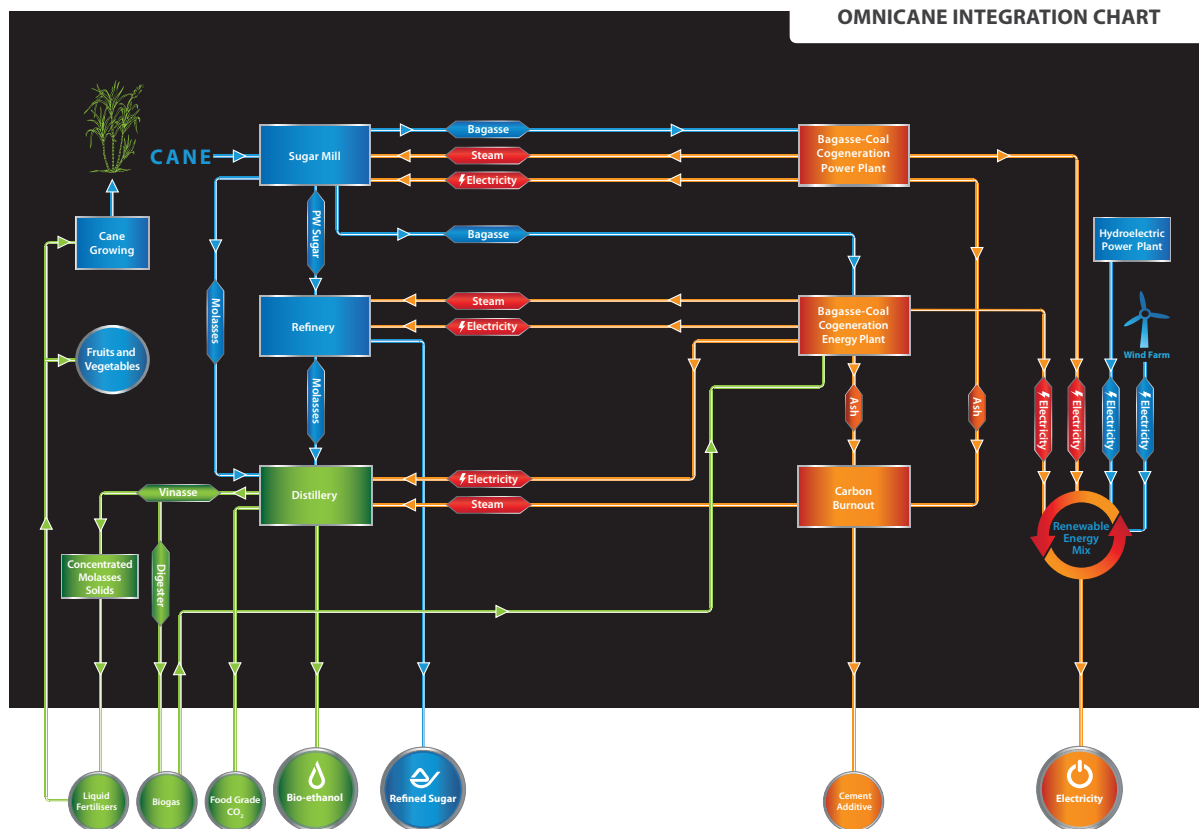 OMNICANE INTEGRATION CHART
CANE
Sugar Mill
Bagasse
Steam
Electricity
Bagasse-Coal
Cogeneration
Power Plant
PW Sugar
Bagasse
Cane
Growing
Hydroelectric
Power Plant
Molasses
Steam
Electricity
Refinery
Bagasse-Coal
Cogeneration
Energy Plant
Wind Farm
Fruits and
Vegetables
Molasses
Ash
Ash
Electricity
Electricity
Electricity
Electricity
Vinasse
Distillery
Electricity
Steam
Carbon
Burnout
Renewable
Energy
Mix
Concentrated
Molasses
Solids
Digester
Liquid
Fertilisers
Biogas
Food Grade
CO2
Bio-ethanol
Refined Sugar
Cement
Additive
Electricity